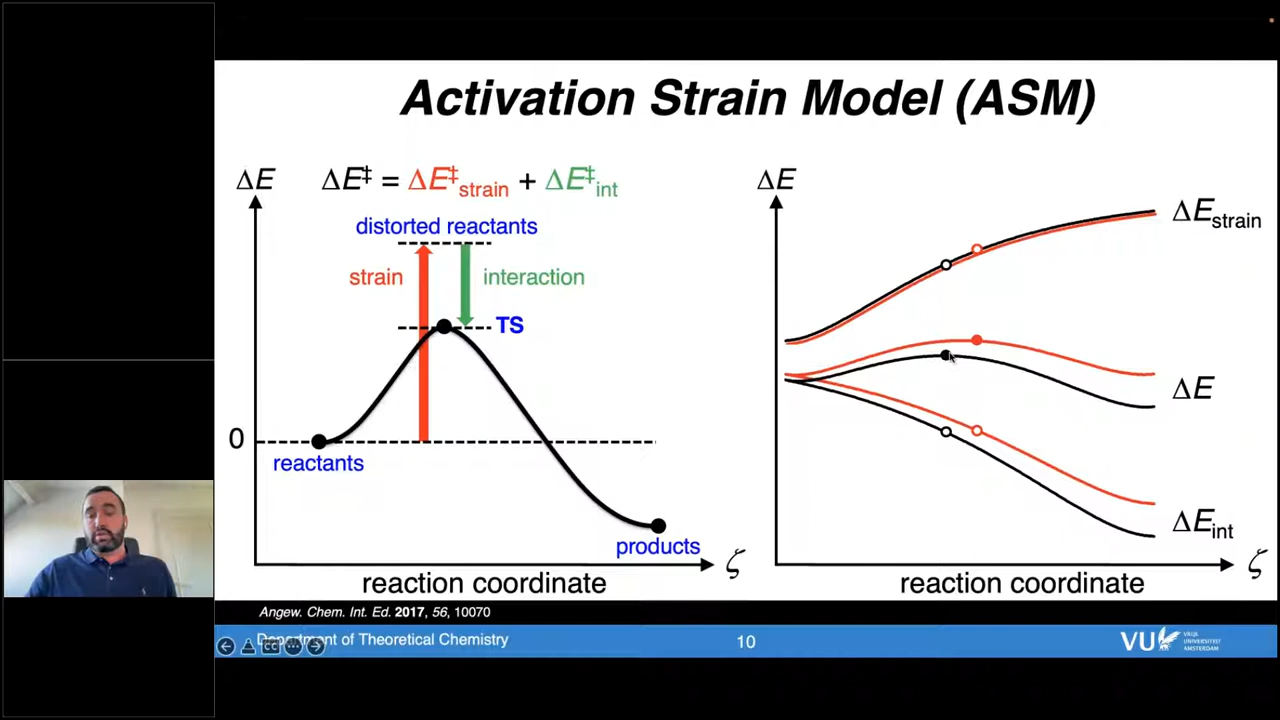 Activation Strain Model (ASM)
ΔE
ΔE‡ = ΔE‡strain + ΔE‡int
distorted reactants
strain
interaction
TS
0
reactants
products
ζ
reaction coordinate
ΔE
ΔEstrain
ΔE
ΔEint
ζ
reaction coordinate
Angew. Chem. Int. Ed. 2017, 56, 10070
Department of Theoretical Chemistry
10
VU
VRIJE
UNIVERSITEIT
AMSTERDAM
CC